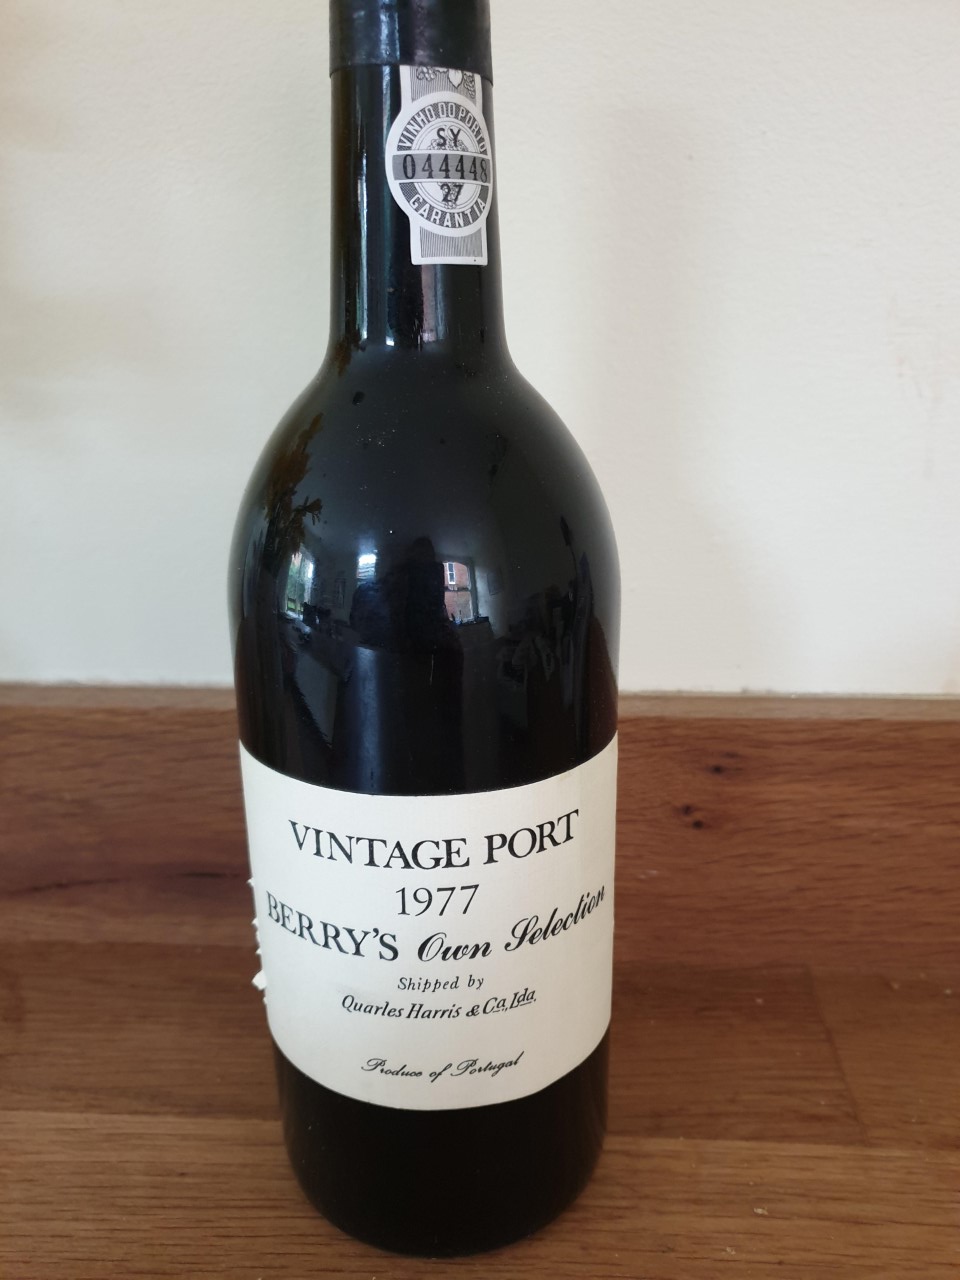 VINHO DO PORTO
SY
044448
27
GARANTIA
VINTAGE PORT
1977
BERRY'S Own Selection
Shipped by
Quarles Harris & Ca, Lda.
Produce of Portugal